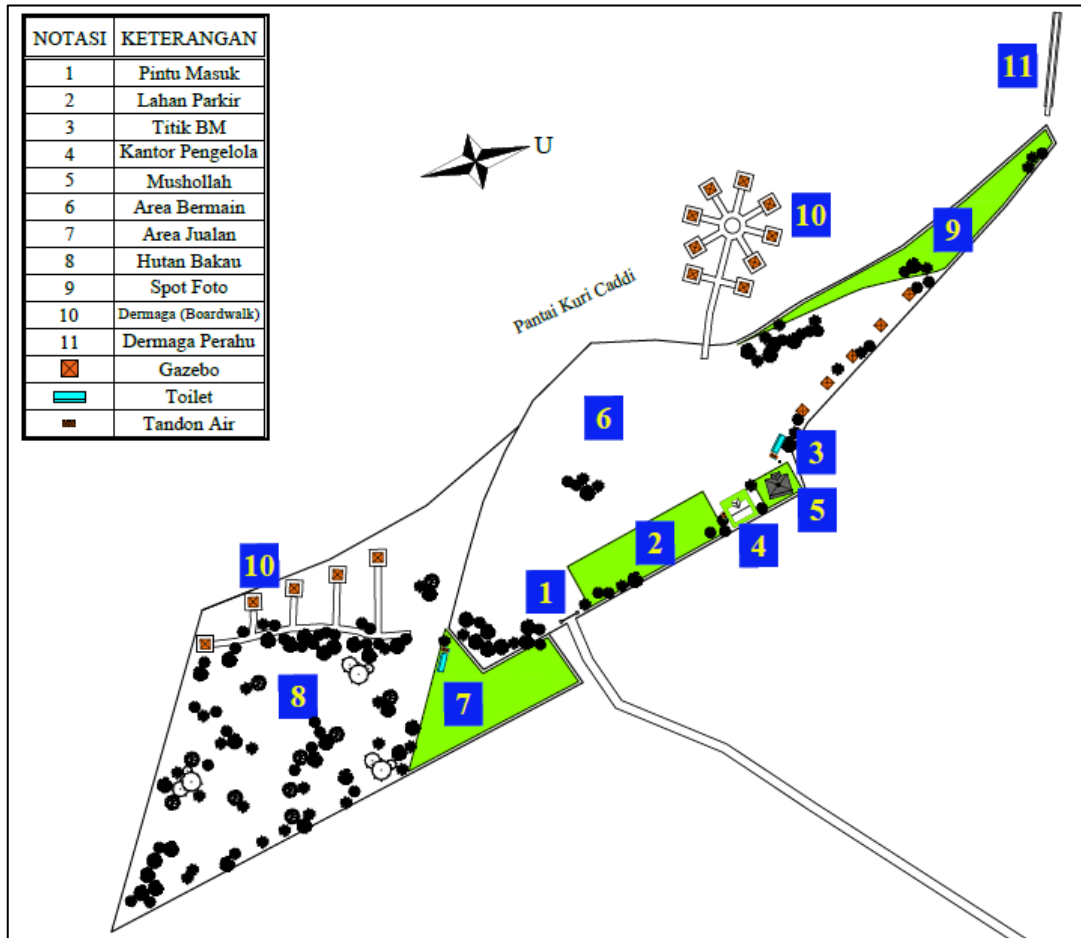 NOTASI KETERANGAN
1 Pintu Masuk
2 Lahan Parkir
3 Titik BM
4 Kantor Pengelola
5 Mushollah
6 Area Bermain
7 Area Jualan
8 Hutan Bakau
9 Spot Foto
10 Dermaga (Boardwalk)
11 Dermaga Perahu
Gazebo
Toilet
Tandon Air
11
U
10
9
Pantai Kuri Caddi
6
3
5
2
4
10
1
8
7